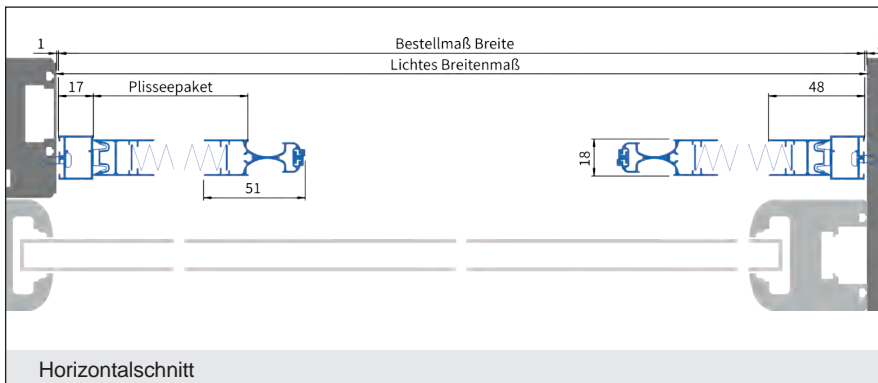 1
Bestellmaß Breite
Lichtes Breitenmaß
17 Plisseepaket 48
18
51
Horizontalschnitt